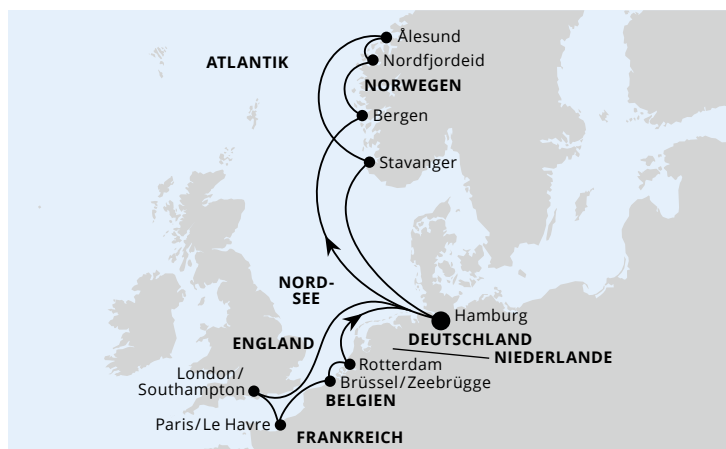 Ålesund
ATLANTIK
Nordfjordeid
NORWEGEN
Bergen
Stavanger
NORD-
SEE
Hamburg
ENGLAND
DEUTSCHLAND
NIEDERLANDE
Rotterdam
London/
Southampton
Brüssel/Zeebrügge
BELGIEN
Paris/Le Havre
FRANKREICH